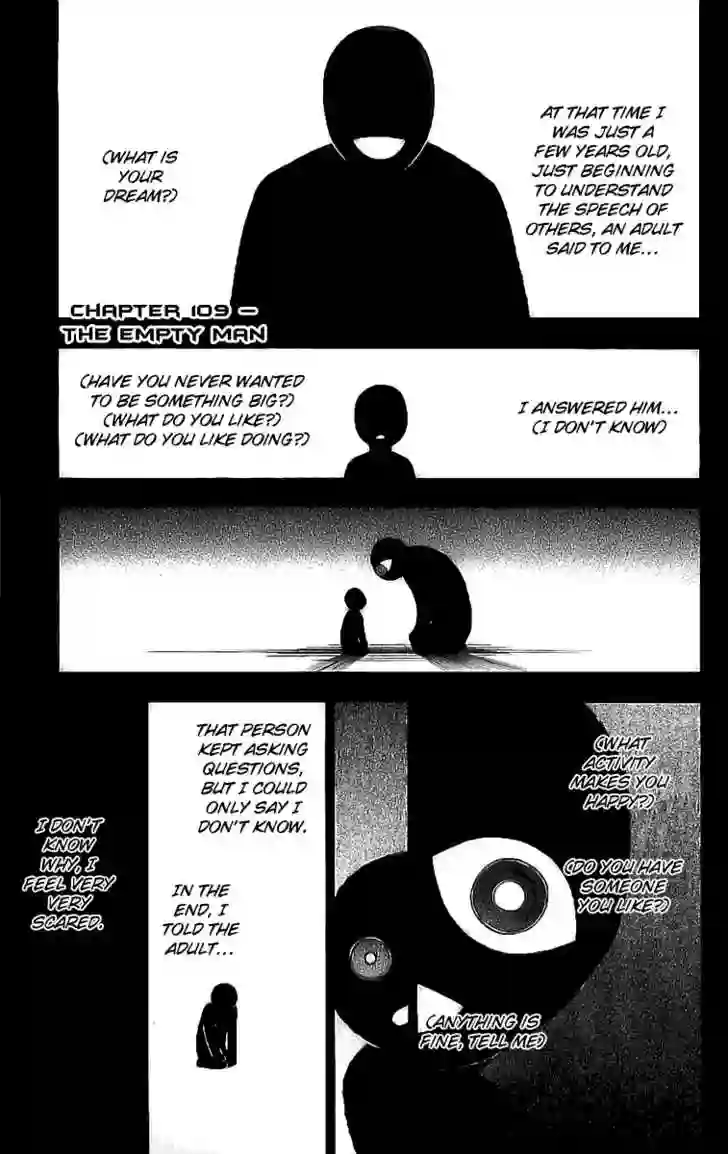 AT THAT TIME I
WAS JUST A
FEW YEARS OLD,
JUST BEGINNING
TO UNDERSTAND
THE SPEECH OF
OTHERS, AN ADULT
SAID TO ME...
(WHAT IS
YOUR
DREAM?)
CHAPTER 109 -
THE EMPTY MAN
I ANSWERED HIM...
(I DON'T KNOW)
(HAVE YOU NEVER WANTED
TO BE SOMETHING BIG?)
(WHAT DO YOU LIKE?)
(WHAT DO YOU LIKE DOING?)
(WHAT
ACTIVITY
MAKES YOU
HAPPY?)
(DO YOU HAVE
SOMEONE
YOU LIKE?)
(ANYTHING IS
FINE, TELL ME)
THAT PERSON
KEPT ASKING
QUESTIONS,
BUT I COULD
ONLY SAY I
DON'T KNOW.
IN THE
END, I
TOLD THE
ADULT...
I DON'T
KNOW
WHY, I
FEEL VERY
VERY
SCARED.